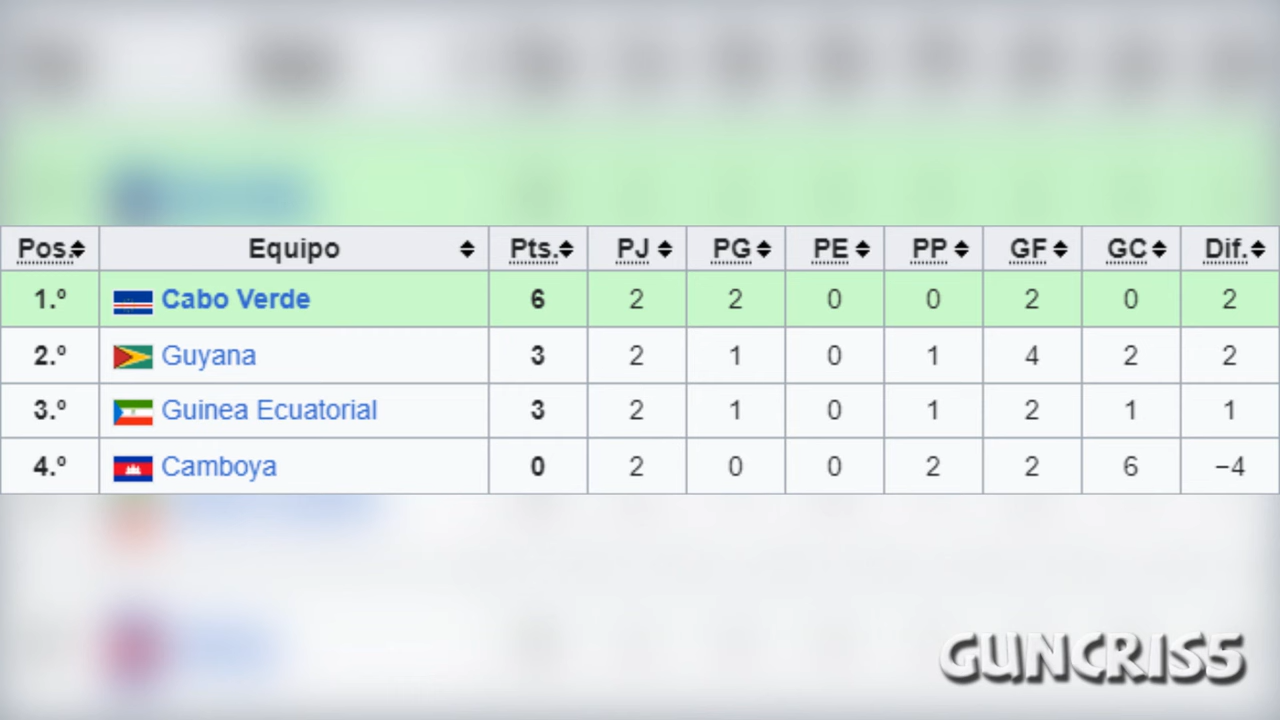 Pos. Equipo Pts. PJ PG PE PP GF GC Dif.
1.º Cabo Verde 6 2 2 0 0 2 0 2
2.º Guyana 3 2 1 0 1 4 2 2
3.º Guinea Ecuatorial 3 2 1 0 1 2 1 1
4.º Camboya 0 2 0 0 2 2 6 −4
GUNCRIS5